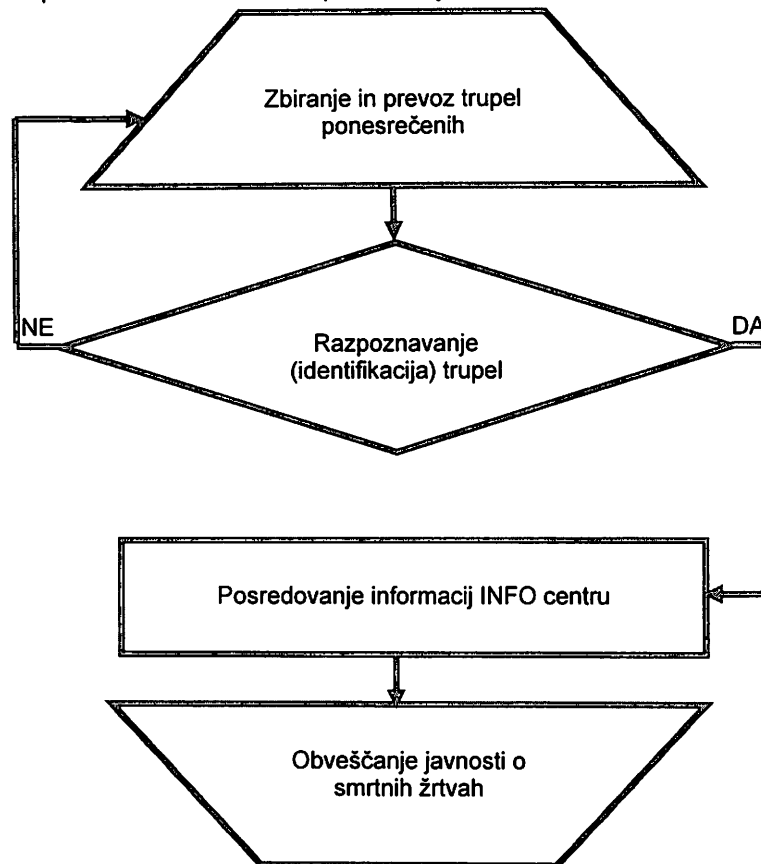 Zbiranje in prevoz trupel
ponesrečenih
NE
DA
Razpoznavanje
(identifikacija) trupel
Posredovanje informacij INFO centru
Obveščanje javnosti o
smrtnih žrtvah